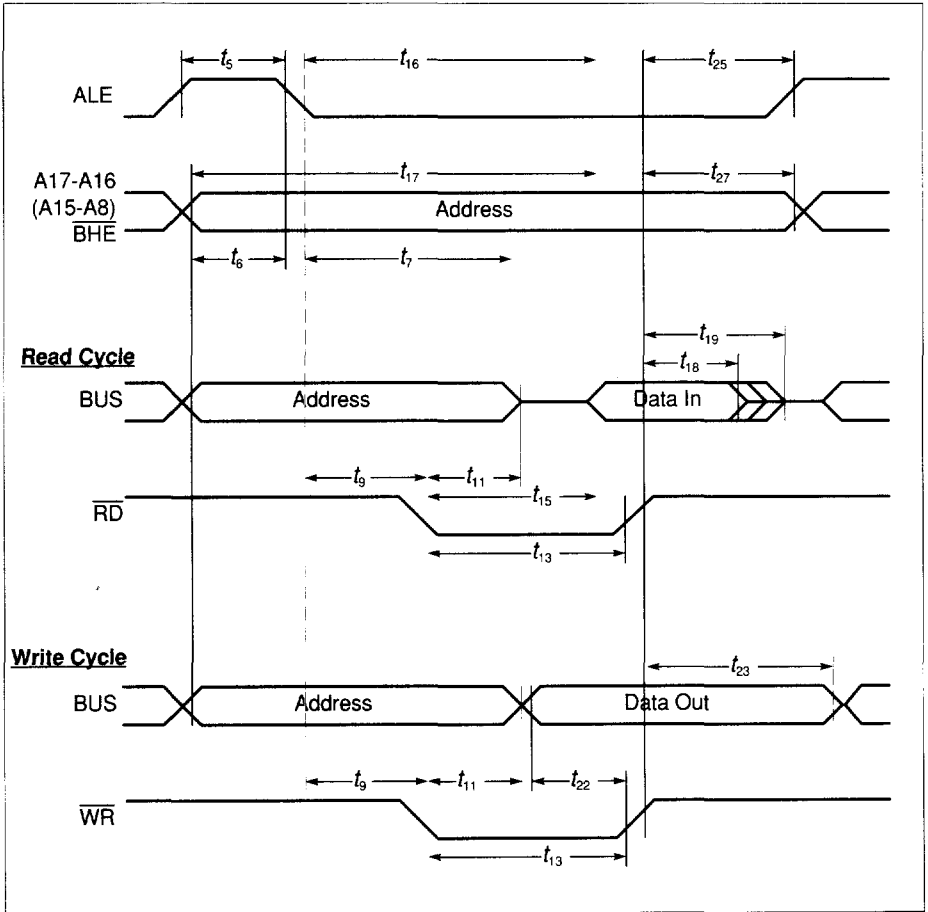 t5 t16 t25
ALE
A17-A16
(A15-A8)
BHE
t17 t27
Address
t6 t7
t19
Read Cycle
t18
BUS Address Data In
t9 t11
t15
RD
t13
Write Cycle
t23
BUS Address Data Out
t9 t11 t22
WR
t13